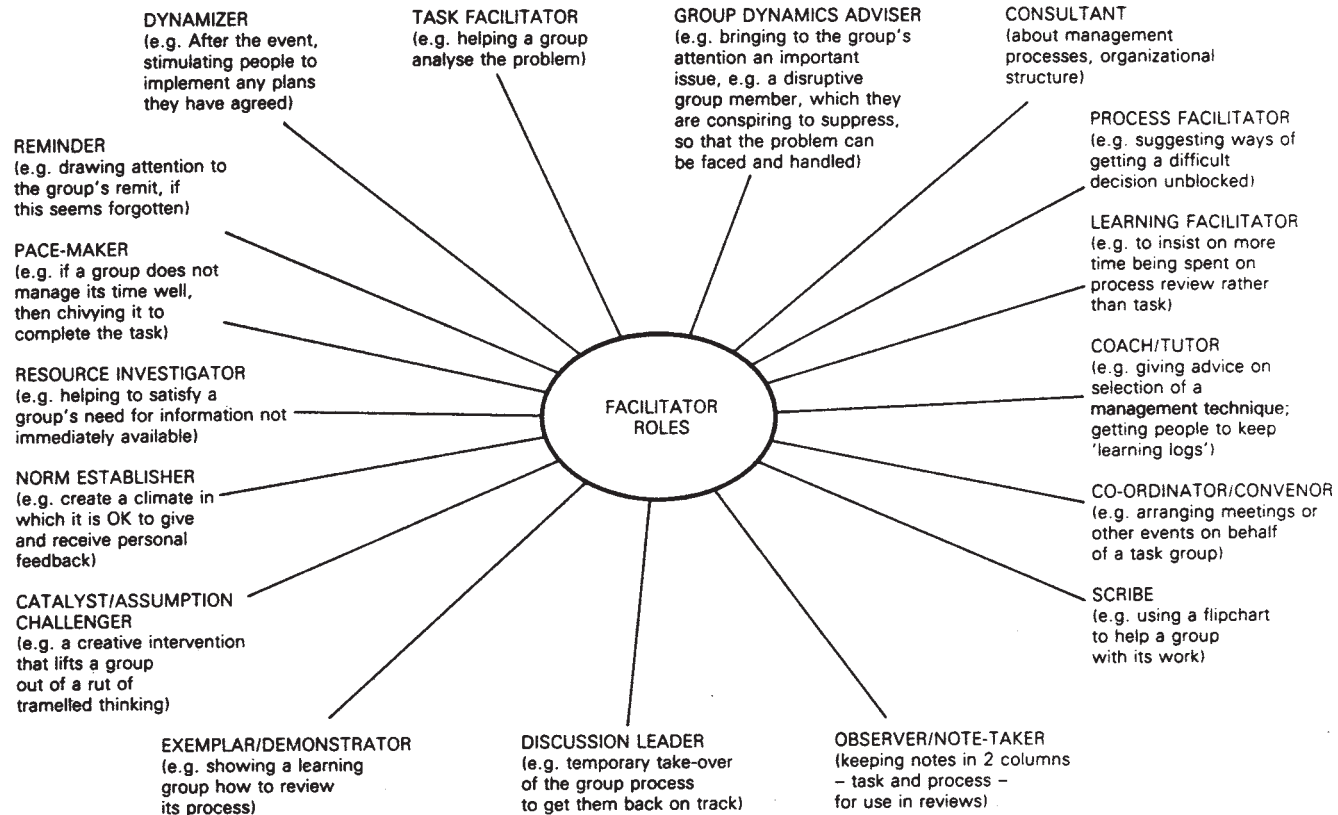 DYNAMIZER
(e.g. After the event,
stimulating people to
implement any plans
they have agreed)
TASK FACILITATOR
(e.g. helping a group
analyse the problem)
GROUP DYNAMICS ADVISER
(e.g. bringing to the group's
attention an important
issue, e.g. a disruptive
group member, which they
are conspiring to suppress,
so that the problem can
be faced and handled)
CONSULTANT
(about management
processes, organizational
structure)
PROCESS FACILITATOR
(e.g. suggesting ways of
getting a difficult
decision unblocked)
LEARNING FACILITATOR
(e.g. to insist on more
time being spent on
process review rather
than task)
COACH/TUTOR
(e.g. giving advice on
selection of a
management technique;
getting people to keep
'learning logs')
CO-ORDINATOR/CONVENOR
(e.g. arranging meetings or
other events on behalf
of a task group)
SCRIBE
(e.g. using a flipchart
to help a group
with its work)
OBSERVER/NOTE-TAKER
(keeping notes in 2 columns
– task and process –
for use in reviews)
DISCUSSION LEADER
(e.g. temporary take-over
of the group process
to get them back on track)
EXEMPLAR/DEMONSTRATOR
(e.g. showing a learning
group how to review
its process)
CATALYST/ASSUMPTION
CHALLENGER
(e.g. a creative intervention
that lifts a group
out of a rut of
tramelled thinking)
NORM ESTABLISHER
(e.g. create a climate in
which it is OK to give
and receive personal
feedback)
RESOURCE INVESTIGATOR
(e.g. helping to satisfy a
group's need for information not
immediately available)
PACE-MAKER
(e.g. if a group does not
manage its time well,
then chivying it to
complete the task)
REMINDER
(e.g. drawing attention to
the group's remit, if
this seems forgotten)
FACILITATOR
ROLES